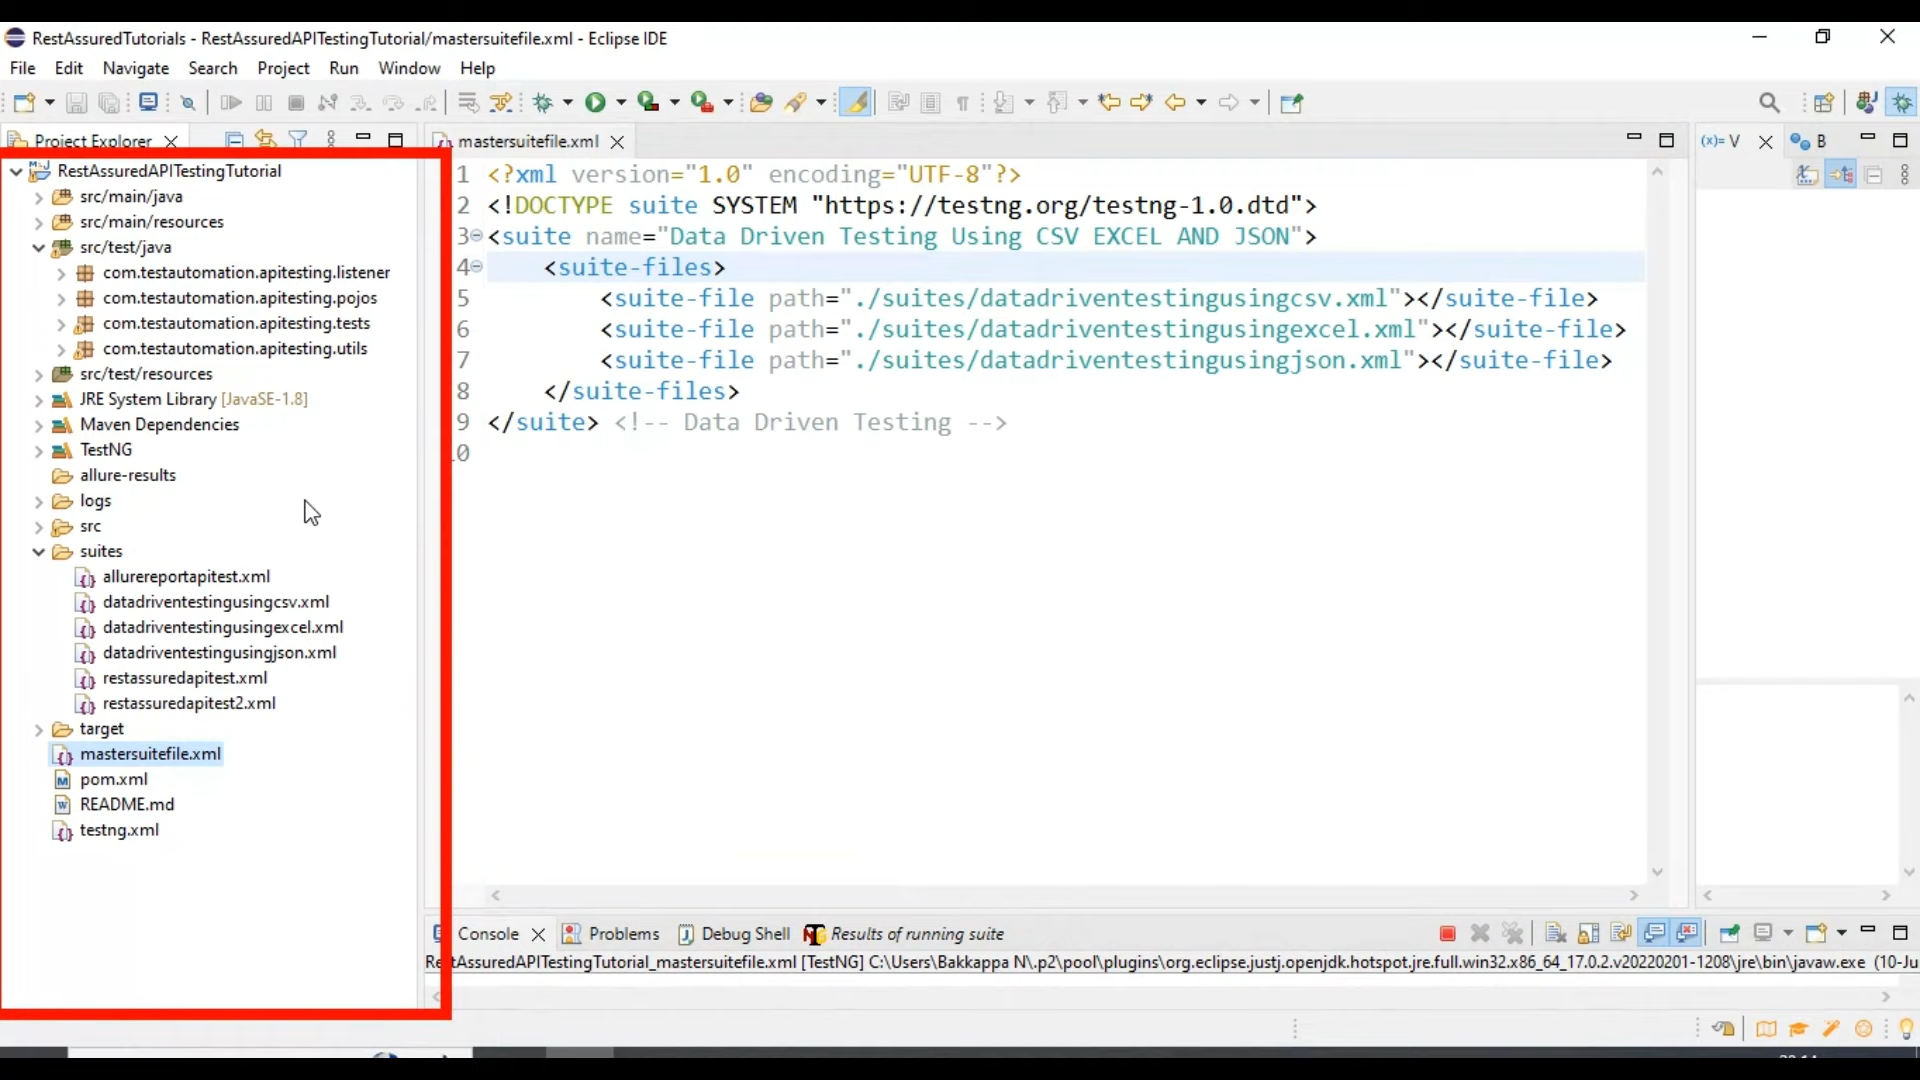 RestAssuredTutorials - RestAssuredAPITestingTutorial/mastersuitefile.xml - Eclipse IDE
File Edit Navigate Search Project Run Window Help
Project Explorer
RestAssuredAPITestingTutorial
src/main/java
src/main/resources
src/test/java
com.testautomation.apitesting.listener
com.testautomation.apitesting.pojos
com.testautomation.apitesting.tests
com.testautomation.apitesting.utils
src/test/resources
JRE System Library [JavaSE-1.8]
Maven Dependencies
TestNG
allure-results
logs
src
suites
allurereportapitest.xml
datadriventestingusingcsv.xml
datadriventestingusingexcel.xml
datadriventestingusingjson.xml
restassuredapitest.xml
restassuredapitest2.xml
target
mastersuitefile.xml
pom.xml
README.md
testng.xml
mastersuitefile.xml
1 <?xml version="1.0" encoding="UTF-8"?>
2 <!DOCTYPE suite SYSTEM "https://testng.org/testng-1.0.dtd">
3 <suite name="Data Driven Testing Using CSV EXCEL AND JSON">
4 <suite-files>
5 <suite-file path="./suites/datadriventestingusingcsv.xml"></suite-file>
6 <suite-file path="./suites/datadriventestingusingexcel.xml"></suite-file>
7 <suite-file path="./suites/datadriventestingusingjson.xml"></suite-file>
8 </suite-files>
9 </suite> <!-- Data Driven Testing -->
10
(x)= V B
Console Problems Debug Shell Results of running suite
RestAssuredAPITestingTutorial_mastersuitefile.xml [TestNG] C:\Users\Bakkappa N\.p2\pool\plugins\org.eclipse.justj.openjdk.hotspot.jre.full.win32.x86_64_17.0.2.v20220201-1208\jre\bin\javaw.exe (10-Ju